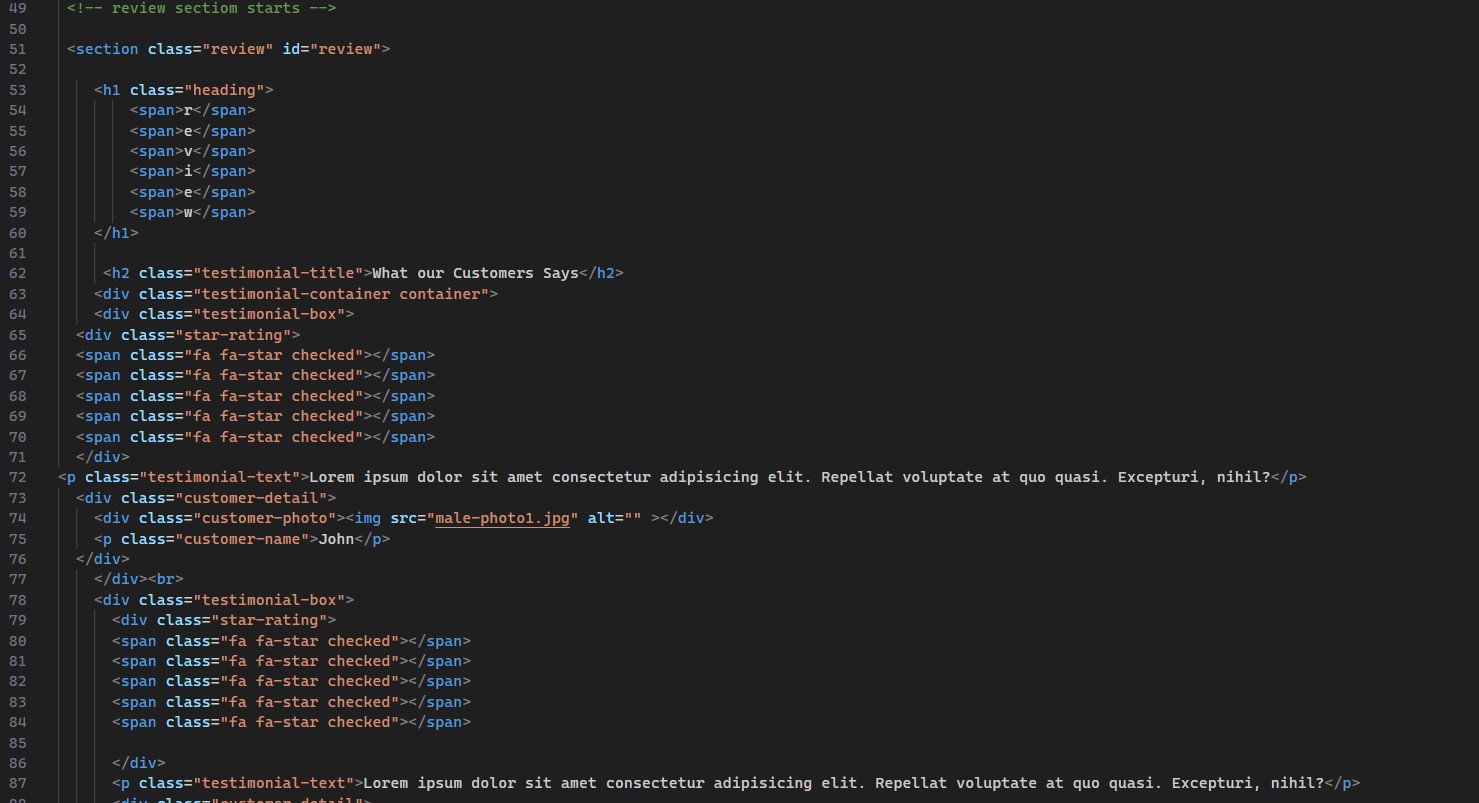 49 <!-- review sectiom starts -->
50
51 <section class="review" id="review">
52
53 <h1 class="heading">
54 <span>r</span>
55 <span>e</span>
56 <span>v</span>
57 <span>i</span>
58 <span>e</span>
59 <span>w</span>
60 </h1>
61
62 <h2 class="testimonial-title">What our Customers Says</h2>
63 <div class="testimonial-container container">
64 <div class="testimonial-box">
65 <div class="star-rating">
66 <span class="fa fa-star checked"></span>
67 <span class="fa fa-star checked"></span>
68 <span class="fa fa-star checked"></span>
69 <span class="fa fa-star checked"></span>
70 <span class="fa fa-star checked"></span>
71 </div>
72 <p class="testimonial-text">Lorem ipsum dolor sit amet consectetur adipisicing elit. Repellat voluptate at quo quasi. Excepturi, nihil?</p>
73 <div class="customer-detail">
74 <div class="customer-photo"><img src="male-photo1.jpg" alt="" ></div>
75 <p class="customer-name">John</p>
76 </div>
77 </div><br>
78 <div class="testimonial-box">
79 <div class="star-rating">
80 <span class="fa fa-star checked"></span>
81 <span class="fa fa-star checked"></span>
82 <span class="fa fa-star checked"></span>
83 <span class="fa fa-star checked"></span>
84 <span class="fa fa-star checked"></span>
85
86 </div>
87 <p class="testimonial-text">Lorem ipsum dolor sit amet consectetur adipisicing elit. Repellat voluptate at quo quasi. Excepturi, nihil?</p>
88 <div class="customer-detail">